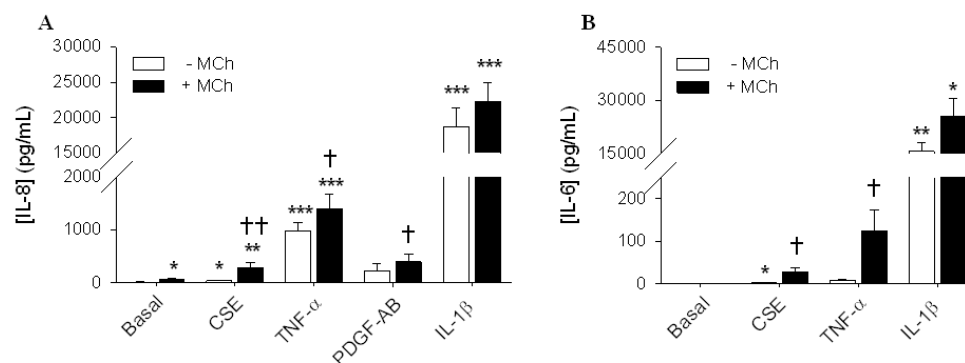 A
[IL-8] (pg/mL)
30000
25000
20000
15000
2000
1000
0
- MCh
+ MCh
*
*
††
**
***
†
***
†
***
***
Basal
CSE
TNF-α
PDGF-AB
IL-1β
B
[IL-6] (pg/mL)
45000
30000
15000
200
100
0
- MCh
+ MCh
*
†
†
**
*
Basal
CSE
TNF-α
IL-1β